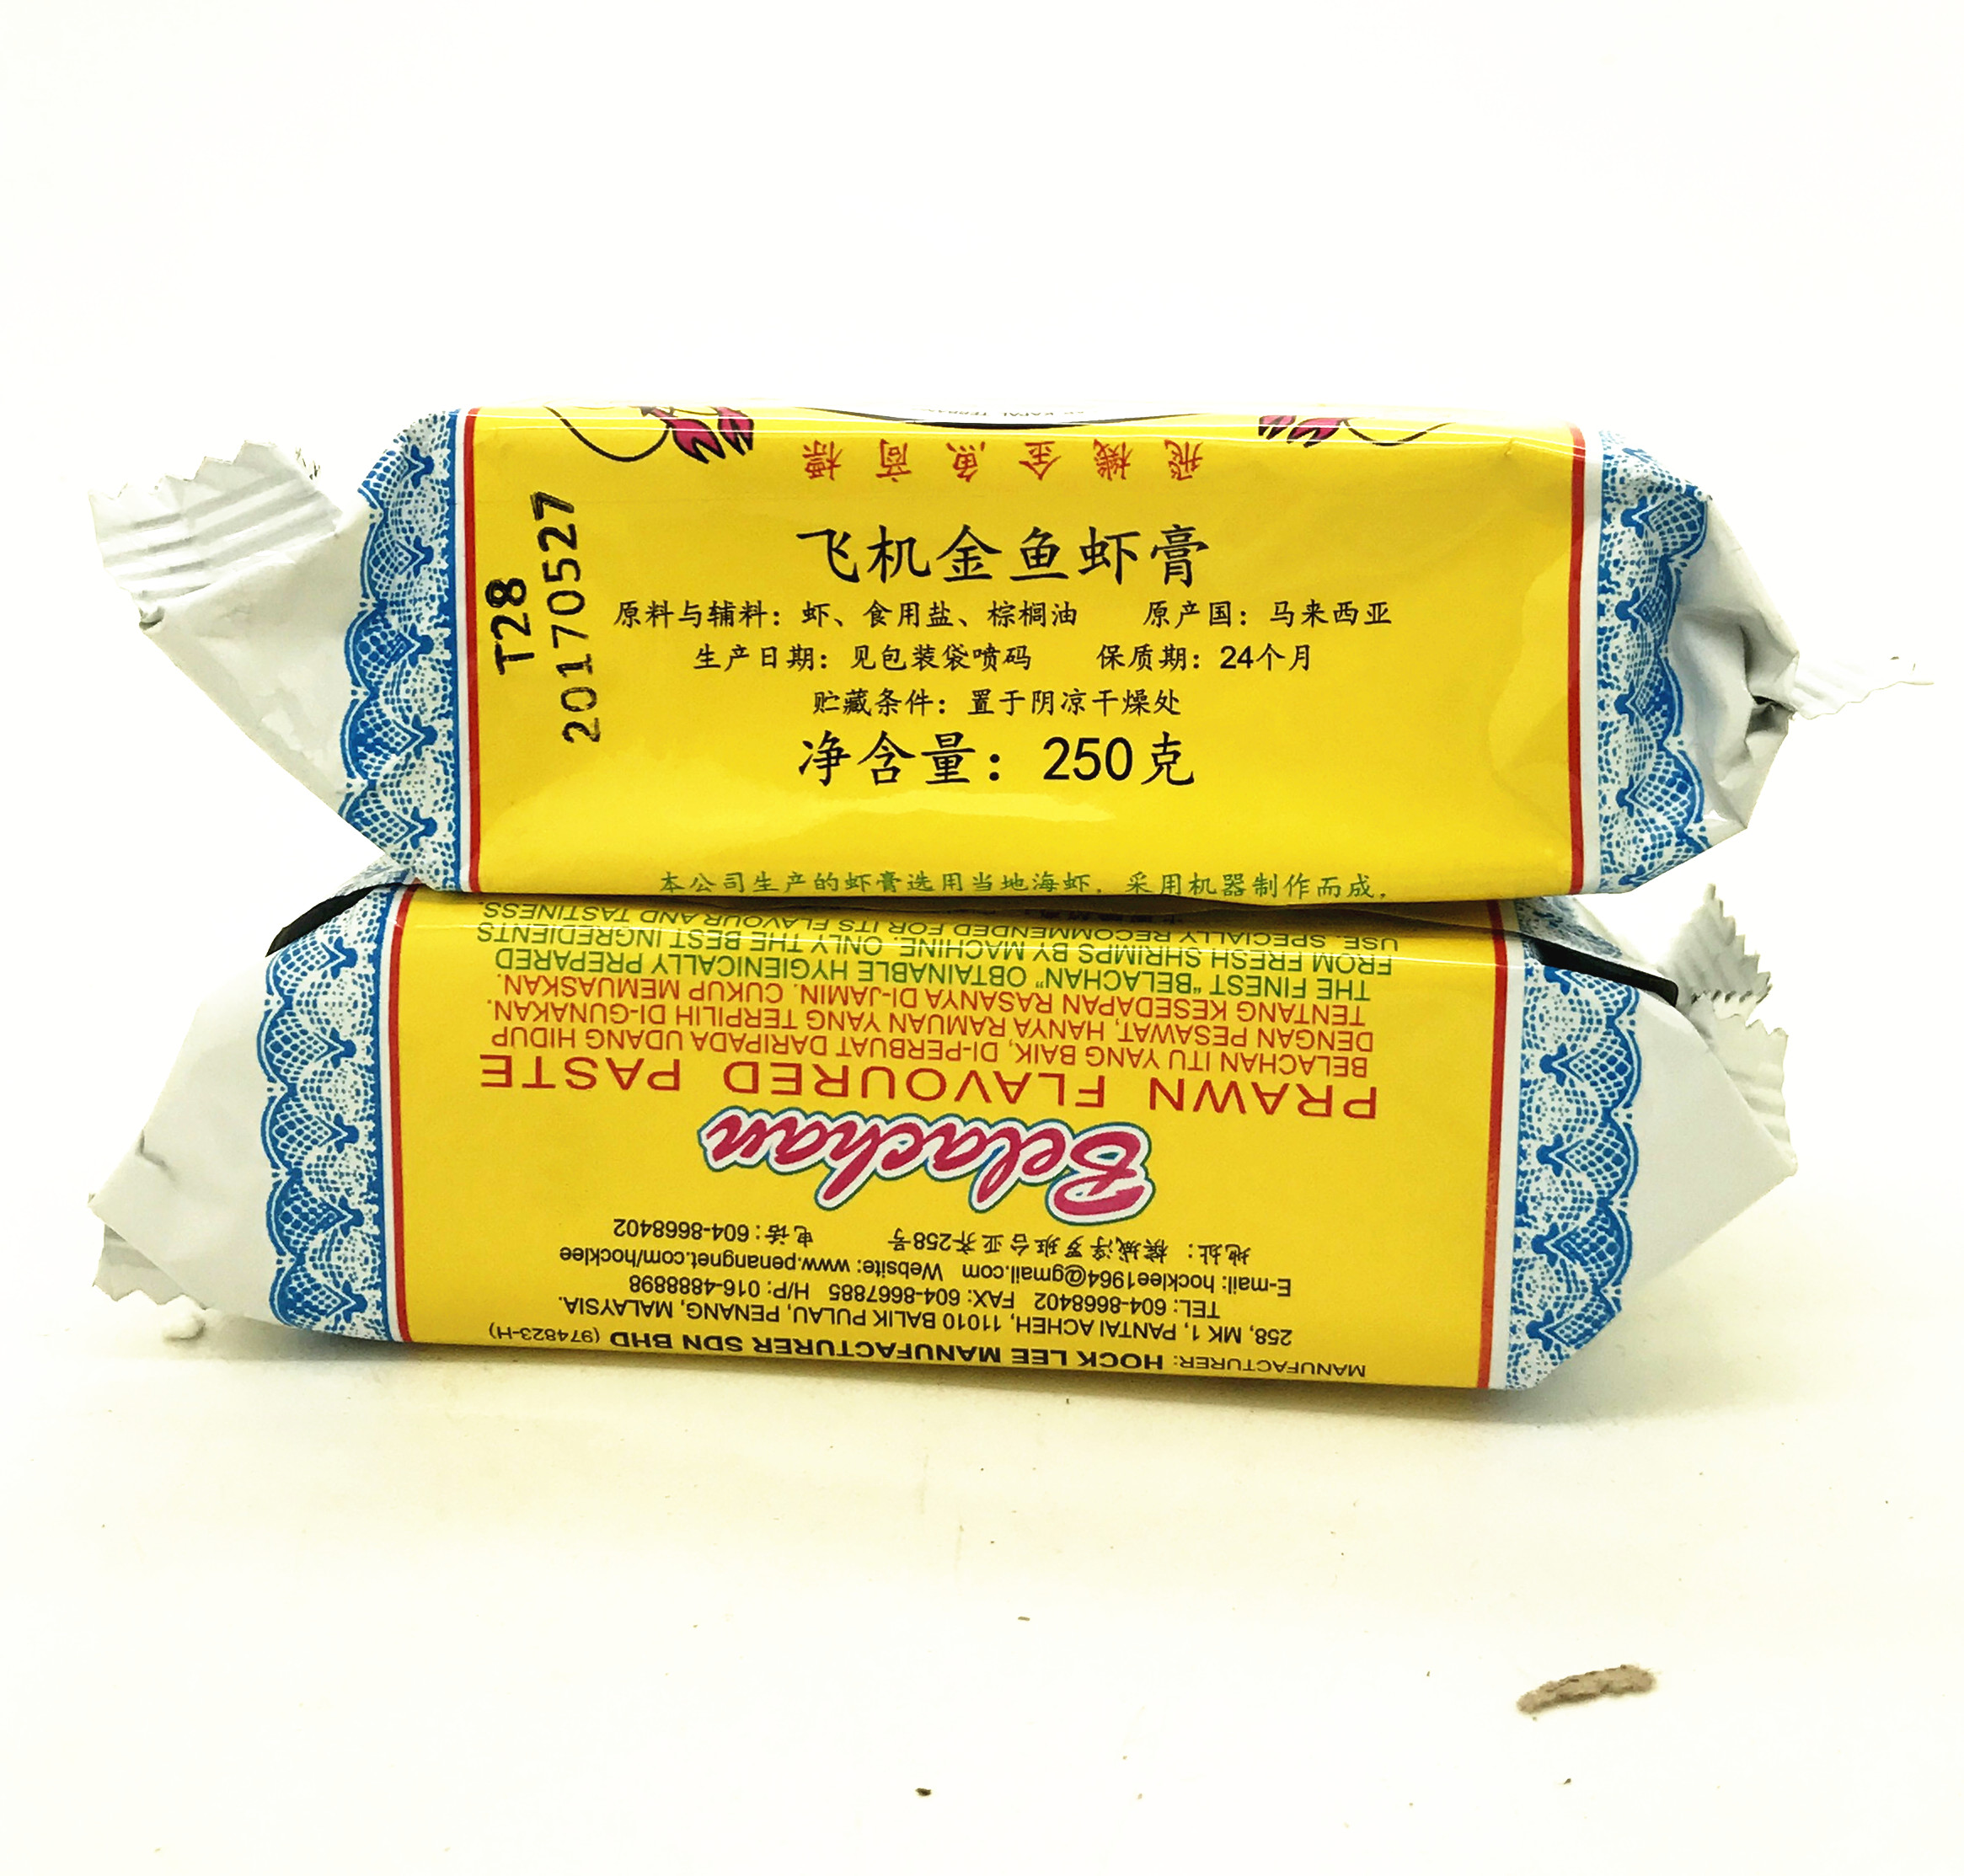 飛機金魚商標
T28
20170527
飞机金鱼虾膏
原料与辅料：虾、食用盐、棕榈油 原产国：马来西亚
生产日期：见包装袋喷码 保质期：24个月
贮藏条件：置于阴凉干燥处
净含量：250克
本公司生产的虾膏选用当地海虾，采用机器制作而成，
MANUFACTURER: HOCK LEE MANUFACTURER SDN BHD (974823-H)
258, MK 1, PANTAI ACHEH, 11010 BALIK PULAU, PENANG, MALAYSIA.
TEL: 604-8668402 FAX: 604-8667885 H/P: 016-4888898
E-mail: hocklee1964@gmail.com Website: www.penangnet.com/hocklee
地址：槟城浮罗班台亚齐258号 电话：604-8668402
Belachan
PRAWN FLAVOURED PASTE
BELACHAN ITU YANG BAIK, DI-PERBUAT DARIPADA UDANG HIDUP
DENGAN PESAWAT, HANYA RAMUAN YANG TERPILIH DI-GUNAKAN.
TENTANG KESEDAPAN RASANYA DI-JAMIN. CUKUP MEMUASKAN.
THE FINEST "BELACHAN" OBTAINABLE HYGIENICALLY PREPARED
FROM FRESH SHRIMPS BY MACHINE. ONLY THE BEST INGREDIENTS
USE. SPECIALLY RECOMMENDED FOR ITS FLAVOUR AND TASTINESS.